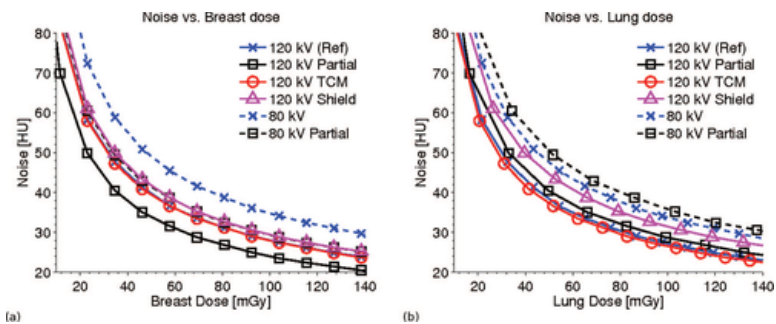 Noise vs. Breast dose
80
70
60
50
40
30
20
Noise [HU]
120 kV (Ref)
120 kV Partial
120 kV TCM
120 kV Shield
80 kV
80 kV Partial
20 40 60 80 100 120 140
Breast Dose [mGy]
(a)
Noise vs. Lung dose
80
70
60
50
40
30
20
Noise [HU]
120 kV (Ref)
120 kV Partial
120 kV TCM
120 kV Shield
80 kV
80 kV Partial
20 40 60 80 100 120 140
Lung Dose [mGy]
(b)